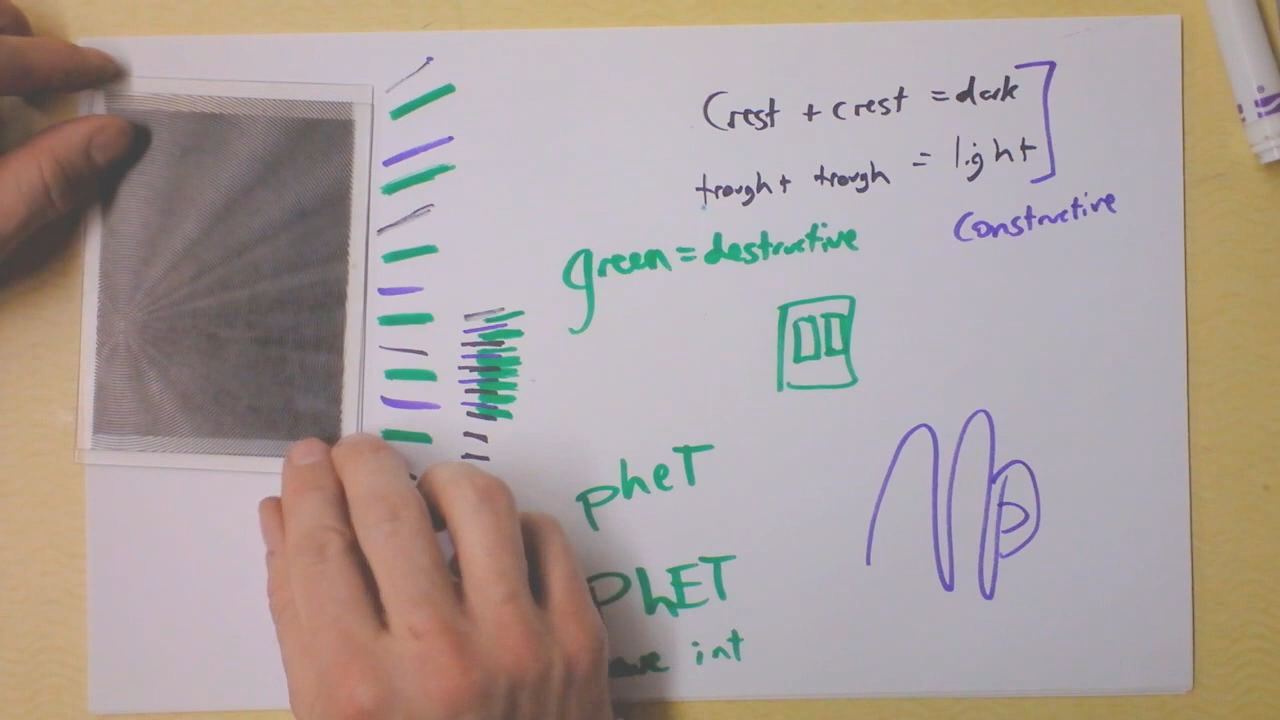 Crest + crest = dark
trough + trough = light
Constructive
green = destructive
pheT
PhET
int